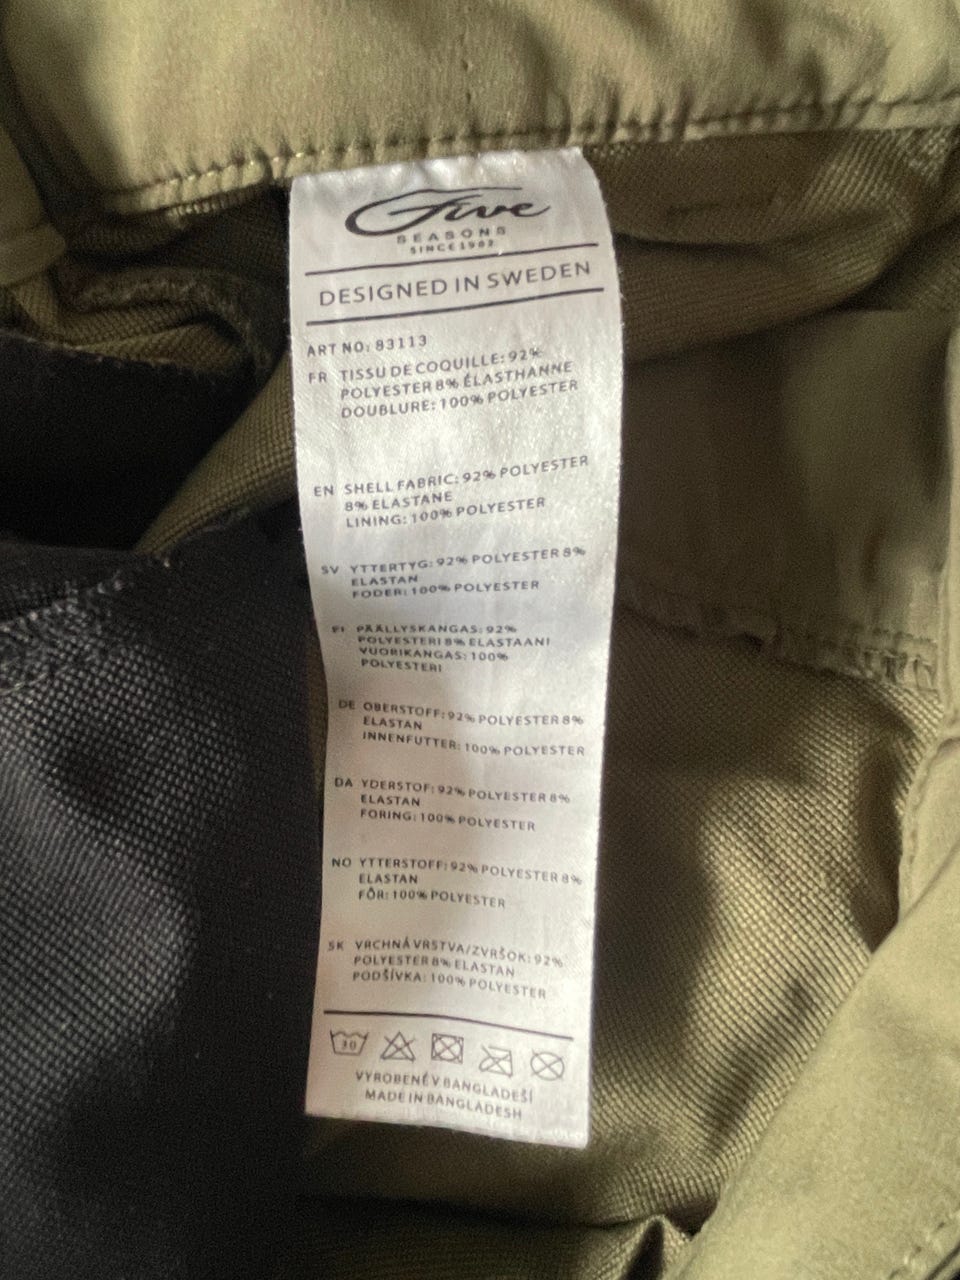 Five
SEASONS
SINCE 1902
DESIGNED IN SWEDEN
ART NO: 83113
FR TISSU DE COQUILLE: 92%
POLYESTER 8% ÉLASTHANNE
DOUBLURE: 100% POLYESTER
EN SHELL FABRIC: 92% POLYESTER
8% ELASTANE
LINING: 100% POLYESTER
SV YTTERTYG: 92% POLYESTER 8%
ELASTAN
FODER: 100% POLYESTER
FI PÄÄLLYSKANGAS: 92%
POLYESTERI 8% ELASTAANI
VUORIKANGAS: 100%
POLYESTERI
DE OBERSTOFF: 92% POLYESTER 8%
ELASTAN
INNENFUTTER: 100% POLYESTER
DA YDERSTOF: 92% POLYESTER 8%
ELASTAN
FORING: 100% POLYESTER
NO YTTERSTOFF: 92% POLYESTER 8%
ELASTAN
FÔR: 100% POLYESTER
SK VRCHNÁ VRSTVA/ZVRŠOK: 92%
POLYESTER 8% ELASTAN
PODŠÍVKA: 100% POLYESTER
30
VYROBENÉ V BANGLADEŠI
MADE IN BANGLADESH